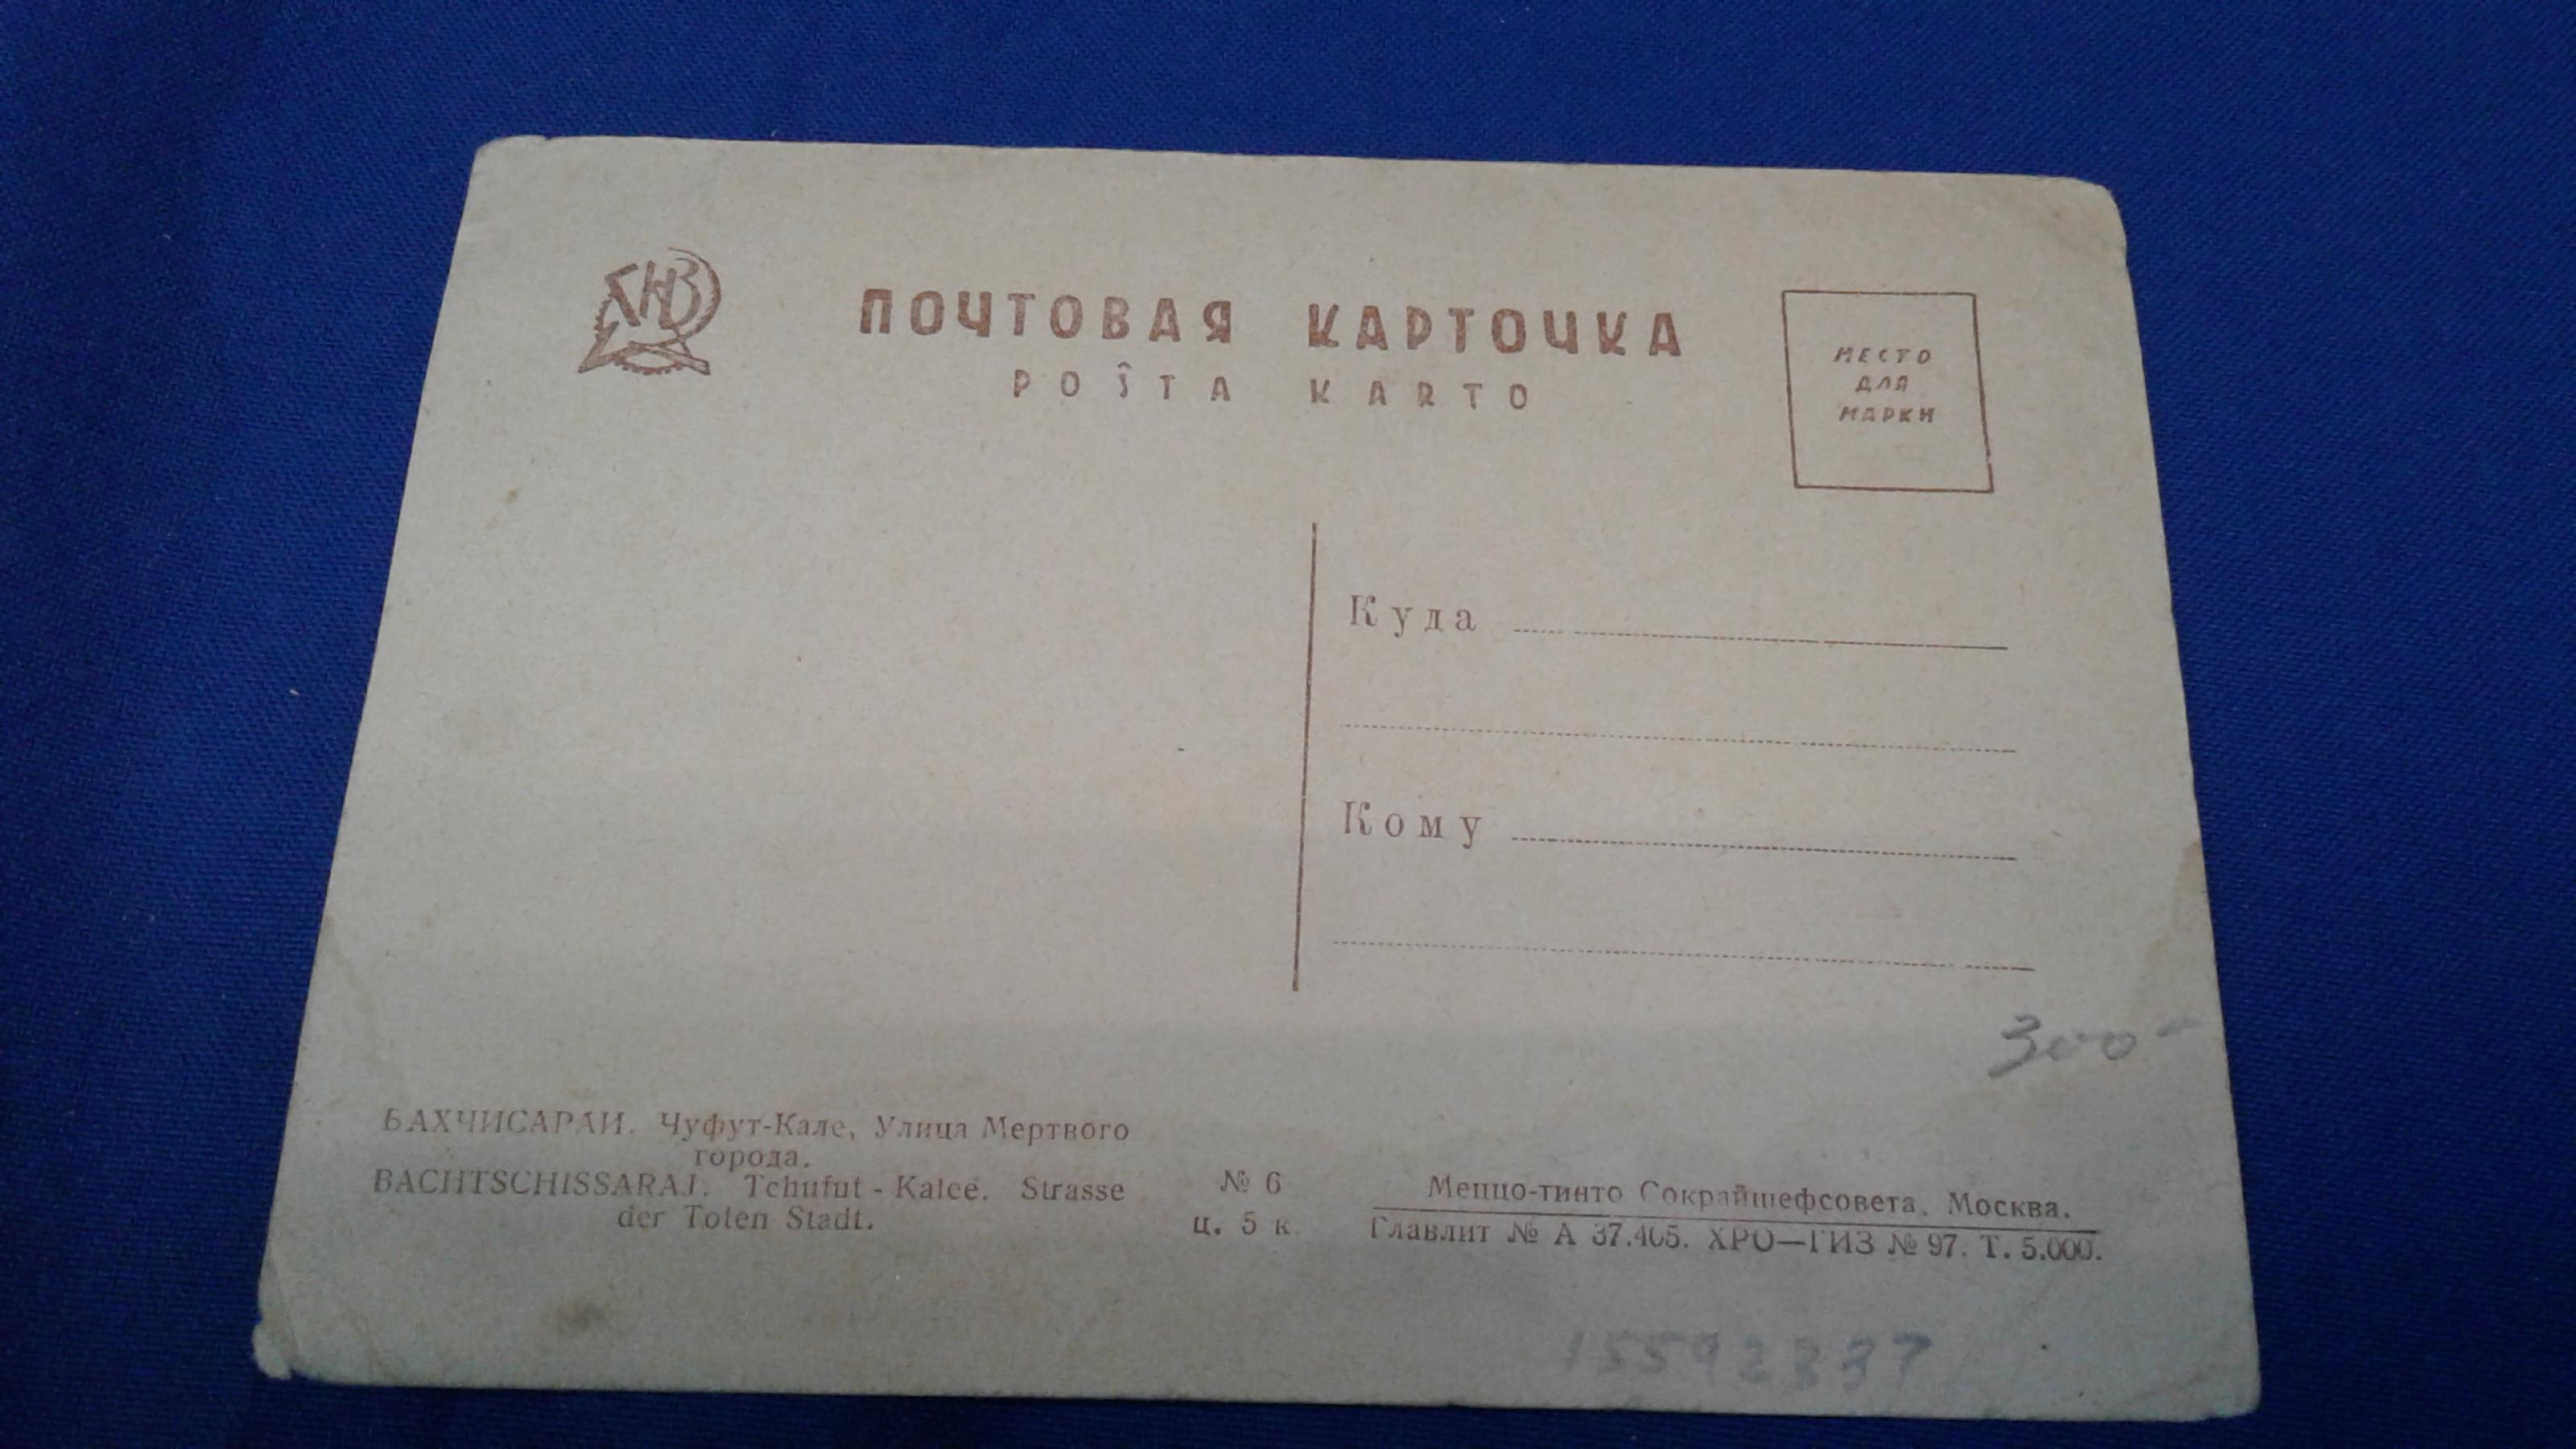 ПОЧТОВАЯ КАРТОЧКА
POŜTA KARTO
МЕСТО
ДЛЯ
МАРКИ
Куда
Кому
300-
БАХЧИСАРАЙ. Чуфут-Кале, Улица Мертвого
города.
BACHTSCHISSARAJ. Tchufut - Kalee. Strasse
der Toten Stadt.
№ 6
ц. 5 к.
Меццо-тинто Сокрайшефсовета. Москва.
Главлит № А 37.405. ХРО—ГИЗ № 97. Т. 5.000.